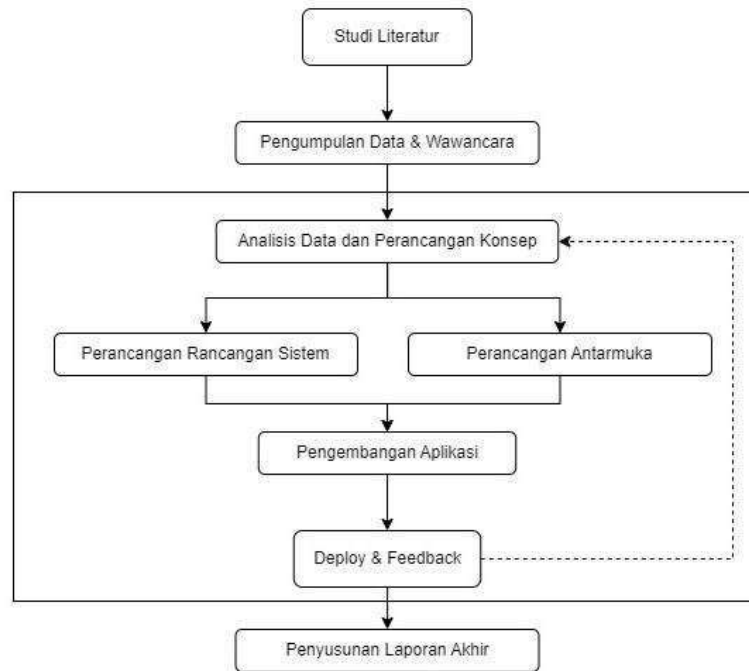 Studi Literatur
Pengumpulan Data & Wawancara
Analisis Data dan Perancangan Konsep
Perancangan Rancangan Sistem
Perancangan Antarmuka
Pengembangan Aplikasi
Deploy & Feedback
Penyusunan Laporan Akhir